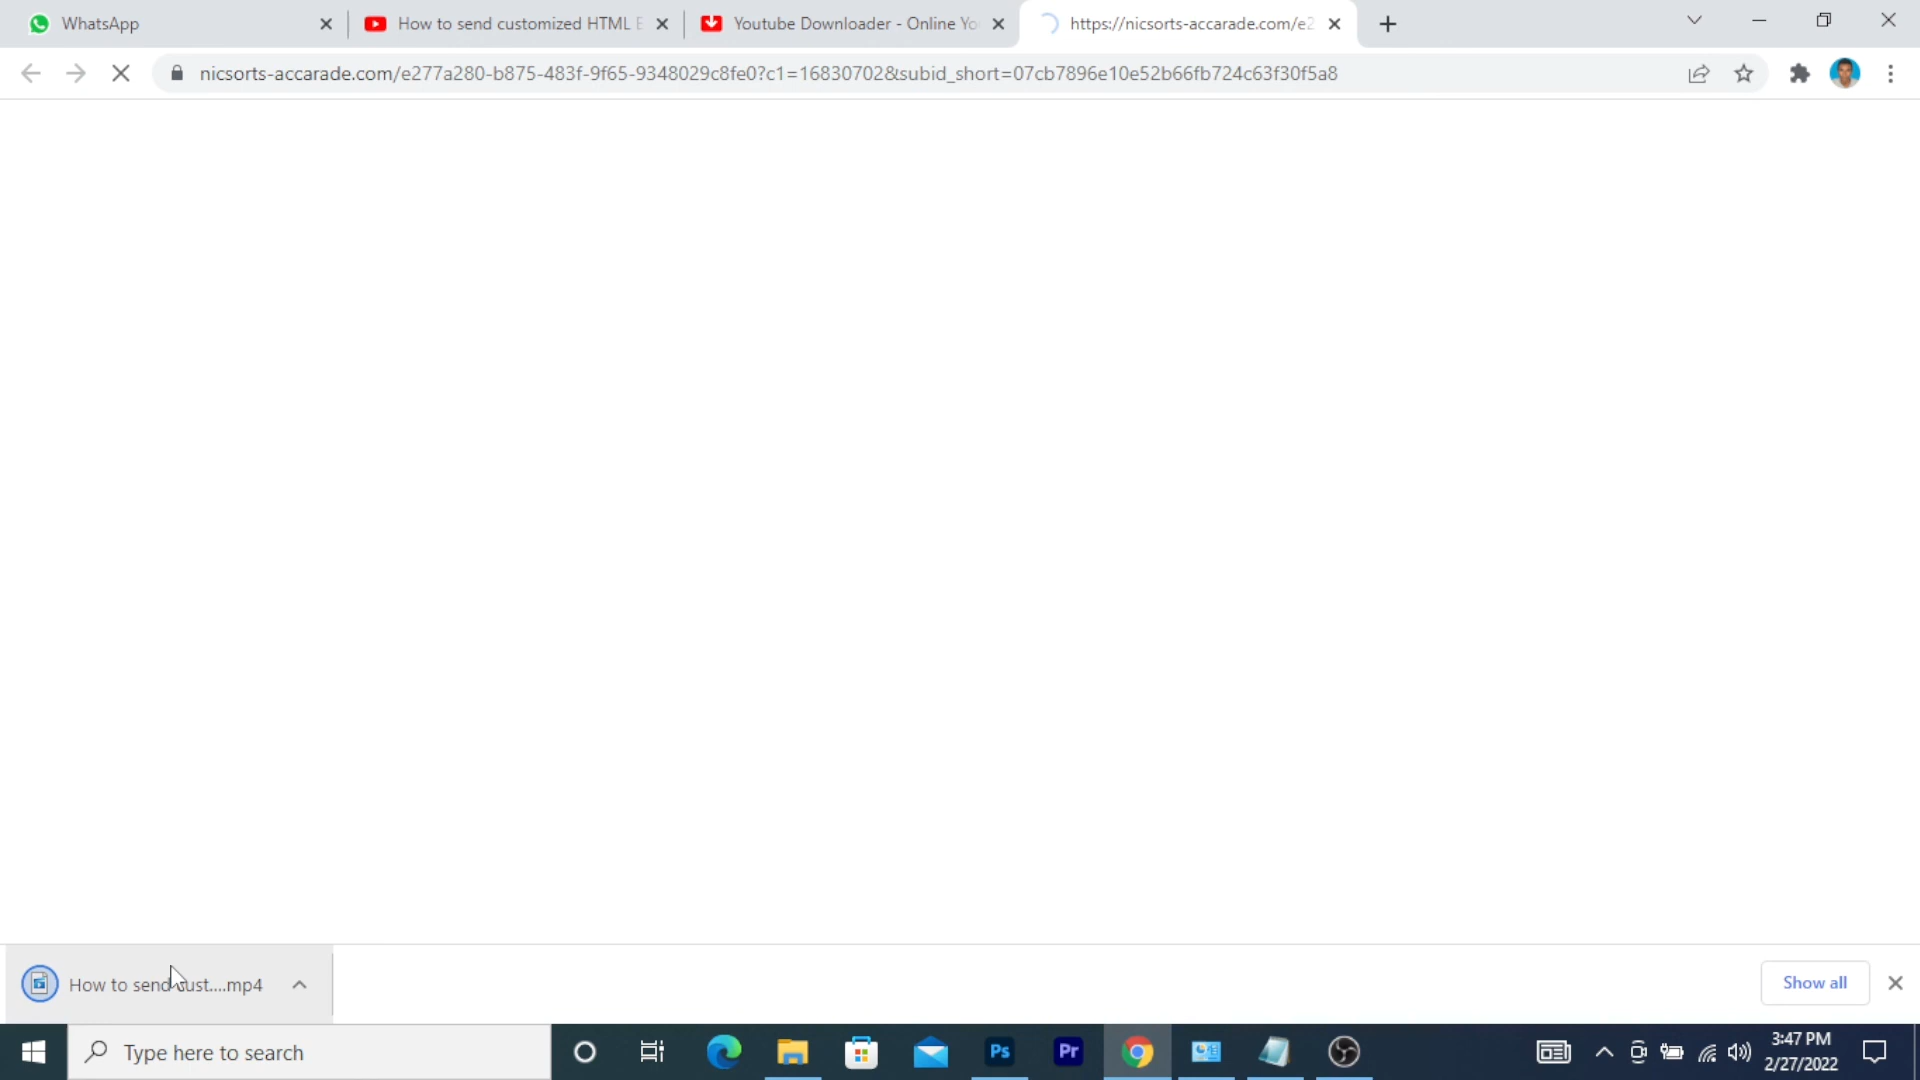 WhatsApp
How to send customized HTML E
Youtube Downloader - Online Yo
https://nicsorts-accarade.com/e2
nicsorts-accarade.com/e277a280-b875-483f-9f65-9348029c8fe0?c1=16830702&subid_short=07cb7896e10e52b66fb724c63f30f5a8
How to send cust....mp4
Show all
Type here to search
Ps
Pr
3:47 PM
2/27/2022